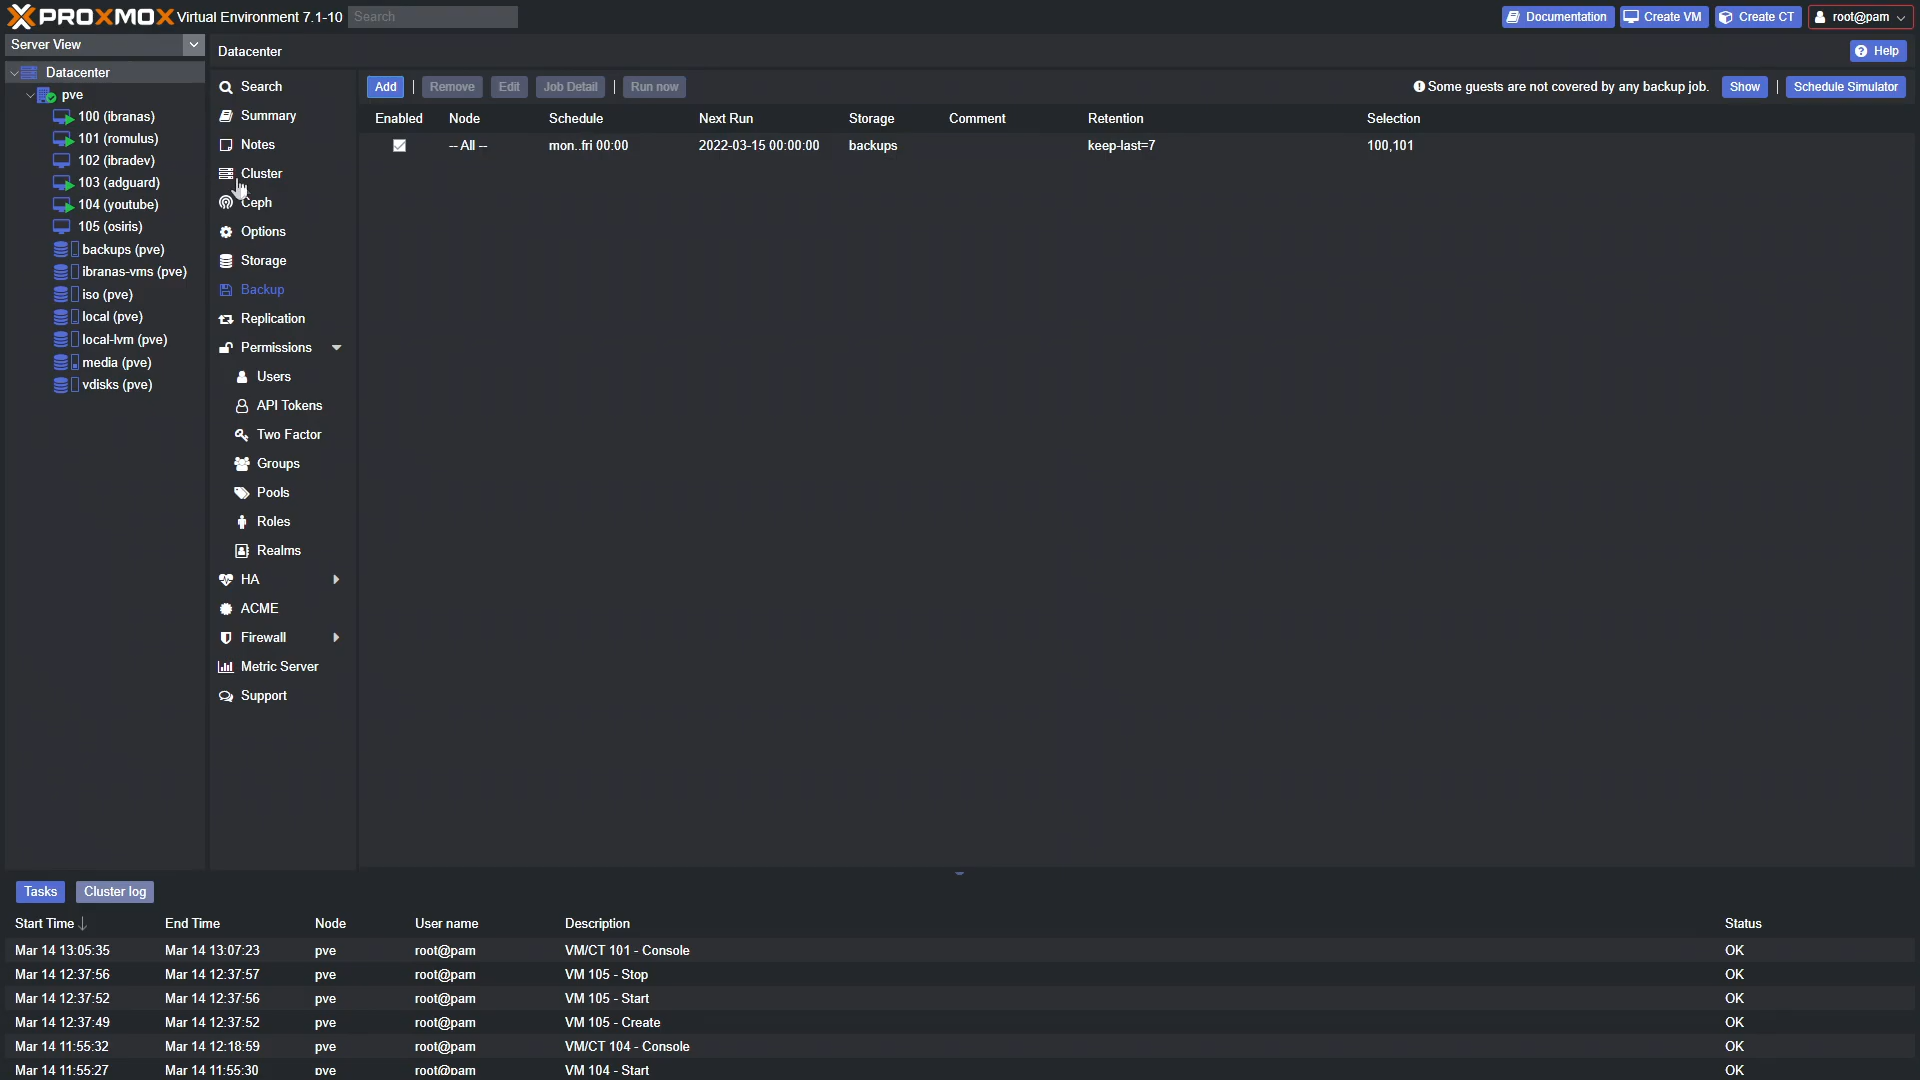 PROXMOX Virtual Environment 7.1-10 Search Documentation Create VM Create CT root@pam
Server View
Datacenter
pve
100 (ibranas)
101 (romulus)
102 (ibradev)
103 (adguard)
104 (youtube)
105 (osiris)
backups (pve)
ibranas-vms (pve)
iso (pve)
local (pve)
local-lvm (pve)
media (pve)
vdisks (pve)
Datacenter Help
Search
Summary
Notes
Cluster
Ceph
Options
Storage
Backup
Replication
Permissions
Users
API Tokens
Two Factor
Groups
Pools
Roles
Realms
HA
ACME
Firewall
Metric Server
Support
Add Remove Edit Job Detail Run now Some guests are not covered by any backup job. Show Schedule Simulator
Enabled Node Schedule Next Run Storage Comment Retention Selection
-- All -- mon..fri 00:00 2022-03-15 00:00:00 backups keep-last=7 100,101
Tasks Cluster log
Start Time End Time Node User name Description Status
Mar 14 13:05:35 Mar 14 13:07:23 pve root@pam VM/CT 101 - Console OK
Mar 14 12:37:56 Mar 14 12:37:57 pve root@pam VM 105 - Stop OK
Mar 14 12:37:52 Mar 14 12:37:56 pve root@pam VM 105 - Start OK
Mar 14 12:37:49 Mar 14 12:37:52 pve root@pam VM 105 - Create OK
Mar 14 11:55:32 Mar 14 12:18:59 pve root@pam VM/CT 104 - Console OK
Mar 14 11:55:27 Mar 14 11:55:30 pve root@pam VM 104 - Start OK